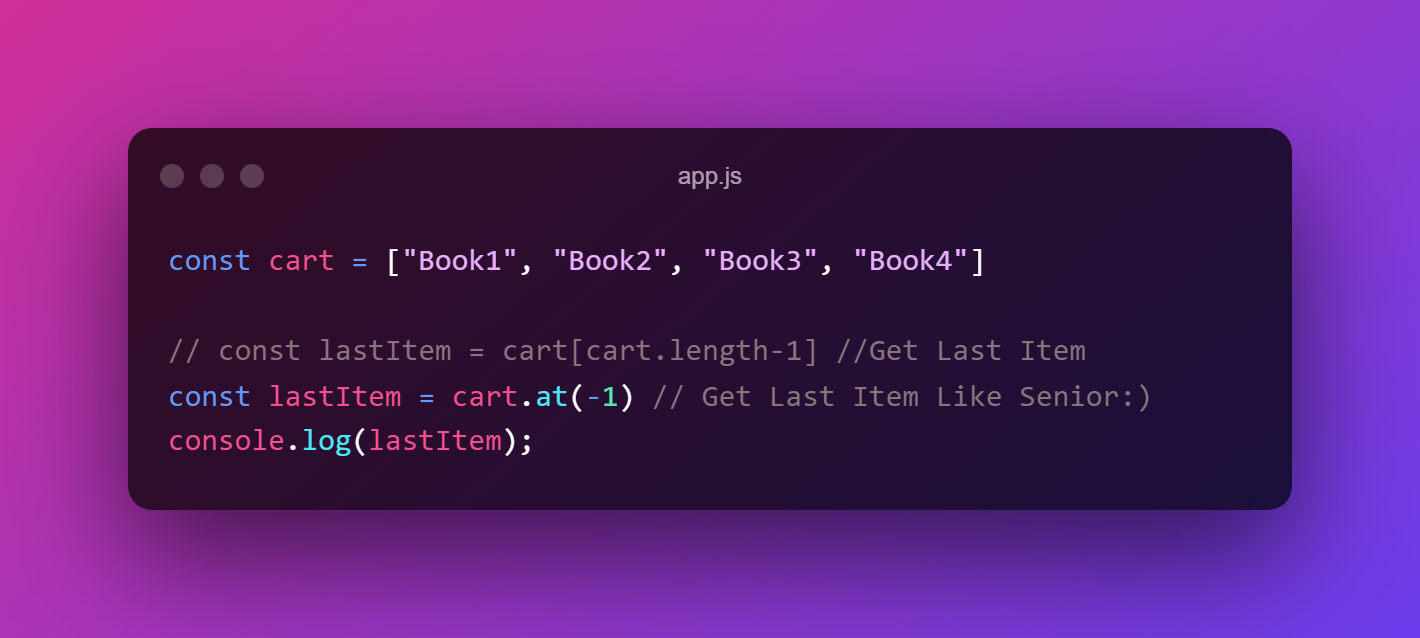 app.js
const cart = ["Book1", "Book2", "Book3", "Book4"]
// const lastItem = cart[cart.length-1] //Get Last Item
const lastItem = cart.at(-1) // Get Last Item Like Senior:)
console.log(lastItem);